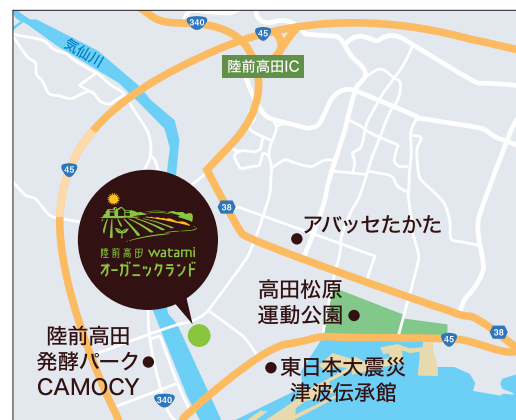 340
45
気仙川
陸前高田IC
45
38
アバッセたかた
陸前高田 watami
オーガニックランド
高田松原
運動公園
38
45
陸前高田
発酵パーク
CAMOCY
東日本大震災
津波伝承館
340